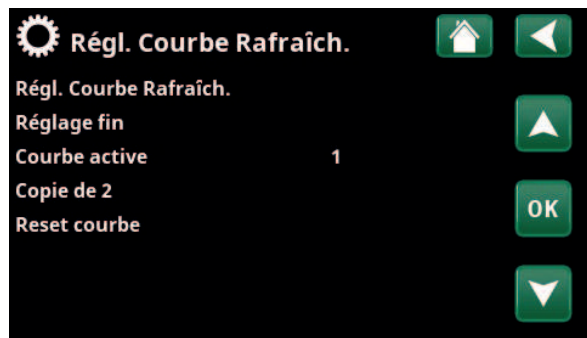 Régl. Courbe Rafraîch.
Régl. Courbe Rafraîch.
Réglage fin
Courbe active 1
Copie de 2
OK
Reset courbe